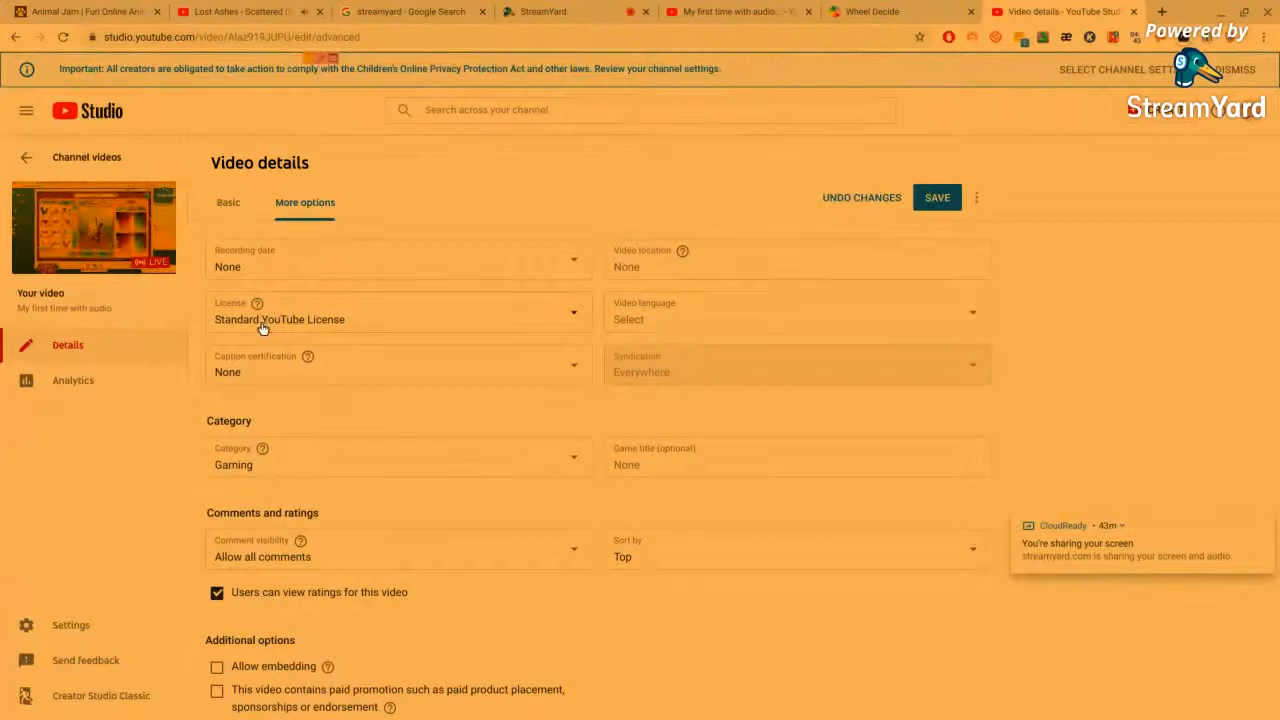 Animal Jam | Fun Online Ani
Lost Ashes - Scattered (
streamyard - Google Search
StreamYard
My first time with audio... - Y
Wheel Decide
Video details - YouTube Stud
studio.youtube.com/video/Alaz919JUPU/edit/advanced
Powered by
StreamYard
Important: All creators are obligated to take action to comply with the Children's Online Privacy Protection Act and other laws. Review your channel settings.
SELECT CHANNEL SETT
DISMISS
Studio
Search across your channel
Channel videos
Video details
Basic
More options
UNDO CHANGES
SAVE
LIVE
Your video
My first time with audio
Details
Analytics
Recording date
None
Video location
None
License
Standard YouTube License
Video language
Select
Caption certification
None
Syndication
Everywhere
Category
Category
Gaming
Game title (optional)
None
Comments and ratings
Comment visibility
Allow all comments
Sort by
Top
Users can view ratings for this video
Additional options
Allow embedding
This video contains paid promotion such as paid product placement,
sponsorships or endorsement
CloudReady • 43m
You're sharing your screen
streamyard.com is sharing your screen and audio.
Settings
Send feedback
Creator Studio Classic